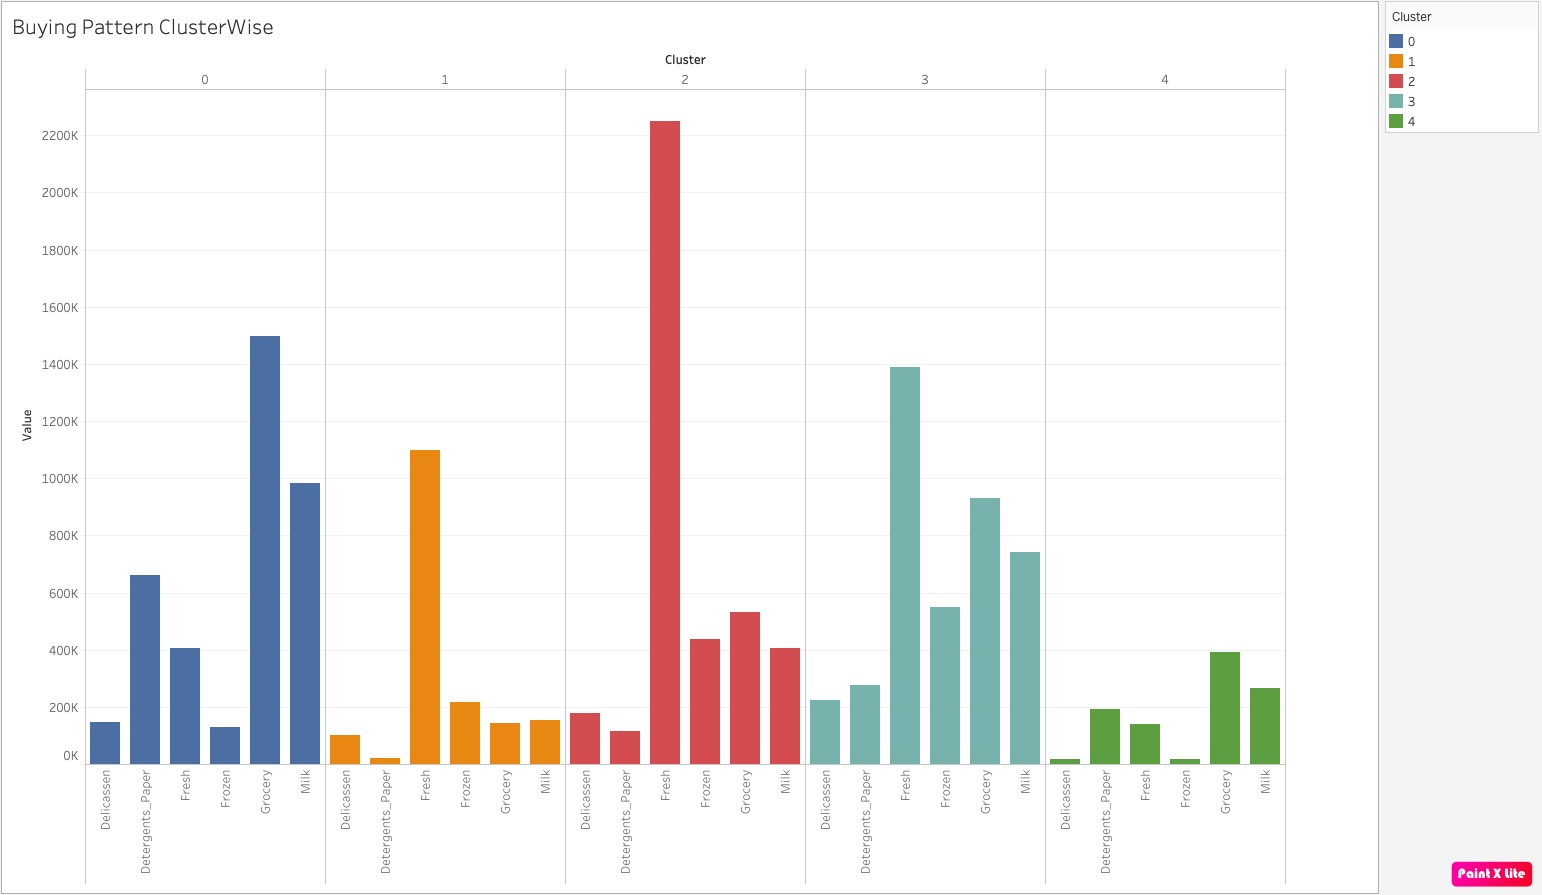 Buying Pattern ClusterWise
Cluster
0 1 2 3 4
2200K
2000K
1800K
1600K
1400K
1200K
1000K
800K
600K
400K
200K
0K
Value
Delicassen Detergents_Paper Fresh Frozen Grocery Milk Delicassen Detergents_Paper Fresh Frozen Grocery Milk Delicassen Detergents_Paper Fresh Frozen Grocery Milk Delicassen Detergents_Paper Fresh Frozen Grocery Milk Delicassen Detergents_Paper Fresh Frozen Grocery Milk
Cluster
0
1
2
3
4
Paint X Lite